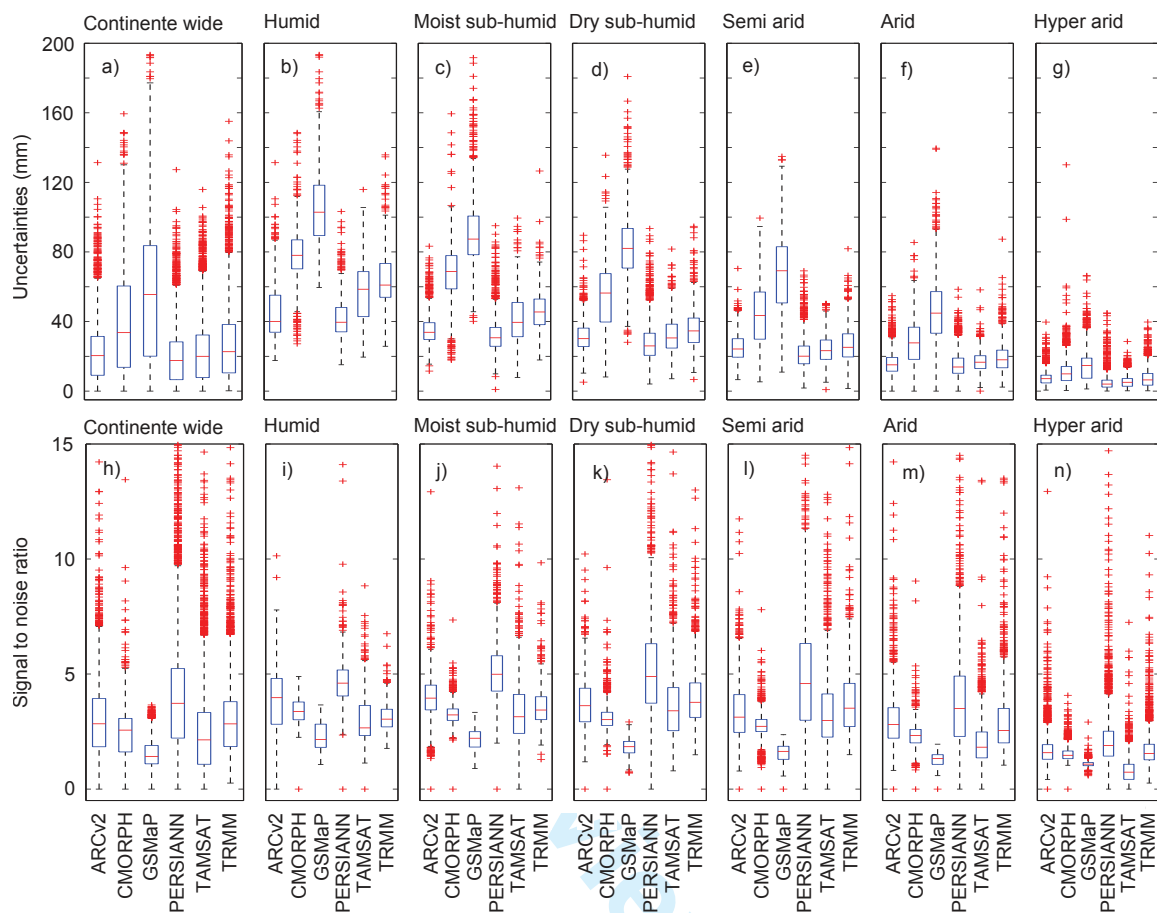 Continente wide
Humid
Moist sub-humid
Dry sub-humid
Semi arid
Arid
Hyper arid
Uncertainties (mm)
200
160
120
80
40
0
a)
b)
c)
d)
e)
f)
g)
Continente wide
Humid
Moist sub-humid
Dry sub-humid
Semi arid
Arid
Hyper arid
Signal to noise ratio
15
10
5
0
h)
i)
j)
k)
l)
m)
n)
ARCv2
CMORPH
GSMaP
PERSIANN
TAMSAT
TRMM
ARCv2
CMORPH
GSMaP
PERSIANN
TAMSAT
TRMM
ARCv2
CMORPH
GSMaP
PERSIANN
TAMSAT
TRMM
ARCv2
CMORPH
GSMaP
PERSIANN
TAMSAT
TRMM
ARCv2
CMORPH
GSMaP
PERSIANN
TAMSAT
TRMM
ARCv2
CMORPH
GSMaP
PERSIANN
TAMSAT
TRMM
ARCv2
CMORPH
GSMaP
PERSIANN
TAMSAT
TRMM